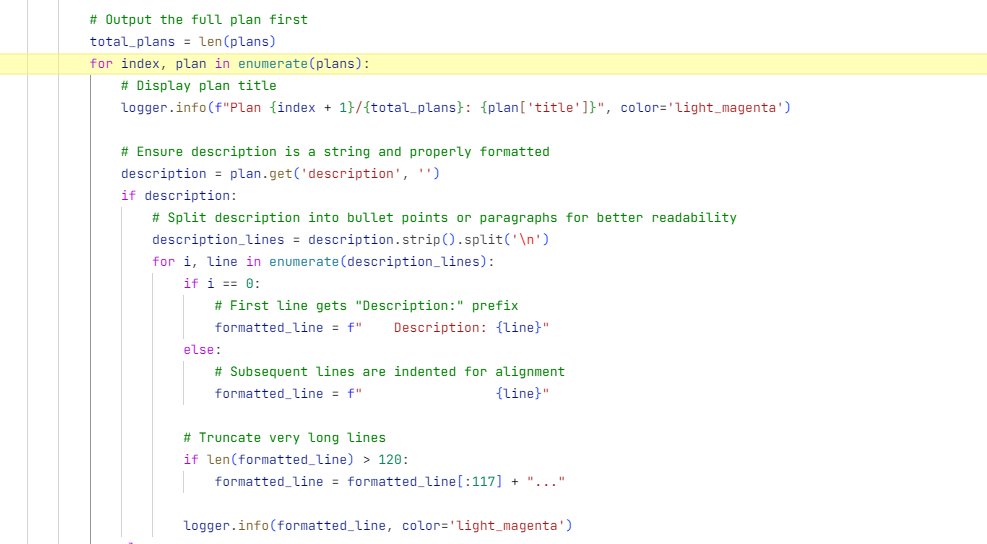 # Output the full plan first
total_plans = len(plans)
for index, plan in enumerate(plans):
# Display plan title
logger.info(f"Plan {index + 1}/{total_plans}: {plan['title']}", color='light_magenta')
# Ensure description is a string and properly formatted
description = plan.get('description', '')
if description:
# Split description into bullet points or paragraphs for better readability
description_lines = description.strip().split('\n')
for i, line in enumerate(description_lines):
if i == 0:
# First line gets "Description:" prefix
formatted_line = f"    Description: {line}"
else:
# Subsequent lines are indented for alignment
formatted_line = f"                 {line}"
# Truncate very long lines
if len(formatted_line) > 120:
formatted_line = formatted_line[:117] + "..."
logger.info(formatted_line, color='light_magenta')